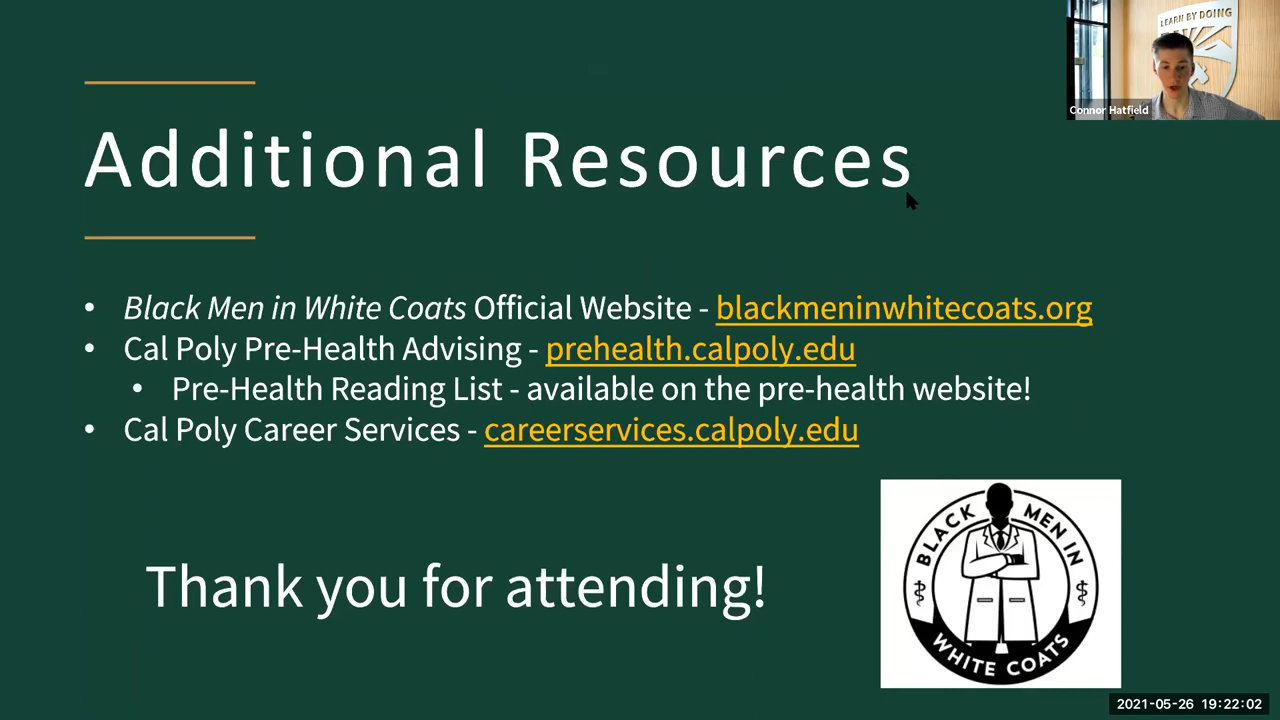 LEARN BY DOING
Connor Hatfield
Additional Resources
• Black Men in White Coats Official Website - blackmeninwhitecoats.org
• Cal Poly Pre-Health Advising - prehealth.calpoly.edu
• Pre-Health Reading List - available on the pre-health website!
• Cal Poly Career Services - careerservices.calpoly.edu
Thank you for attending!
BLACK MEN IN
WHITE COATS
2021-05-26 19:22:02